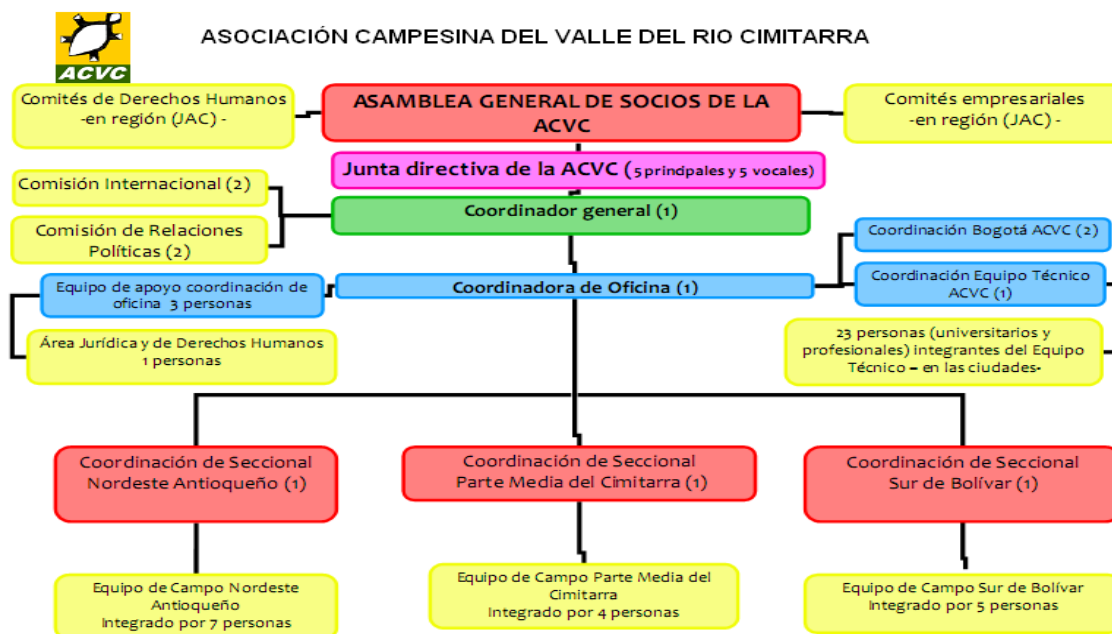 ASOCIACIÓN CAMPESINA DEL VALLE DEL RIO CIMITARRA
ACVC
Comités de Derechos Humanos
-en región (JAC) -
ASAMBLEA GENERAL DE SOCIOS DE LA
ACVC
Comités empresariales
-en región (JAC) -
Junta directiva de la ACVC (5 principales y 5 vocales)
Comisión Internacional (2)
Coordinador general (1)
Comisión de Relaciones
Políticas (2)
Coordinación Bogotá ACVC (2)
Equipo de apoyo coordinación de
oficina 3 personas
Coordinadora de Oficina (1)
Coordinación Equipo Técnico
ACVC (1)
Área Jurídica y de Derechos Humanos
1 personas
23 personas (universitarios y
profesionales) integrantes del Equipo
Técnico – en las ciudades-
Coordinación de Seccional
Nordeste Antioqueño (1)
Coordinación de Seccional
Parte Media del Cimitarra (1)
Coordinación de Seccional
Sur de Bolívar (1)
Equipo de Campo Nordeste
Antioqueño
Integrado por 7 personas
Equipo de Campo Parte Media del
Cimitarra
Integrado por 4 personas
Equipo de Campo Sur de Bolívar
Integrado por 5 personas